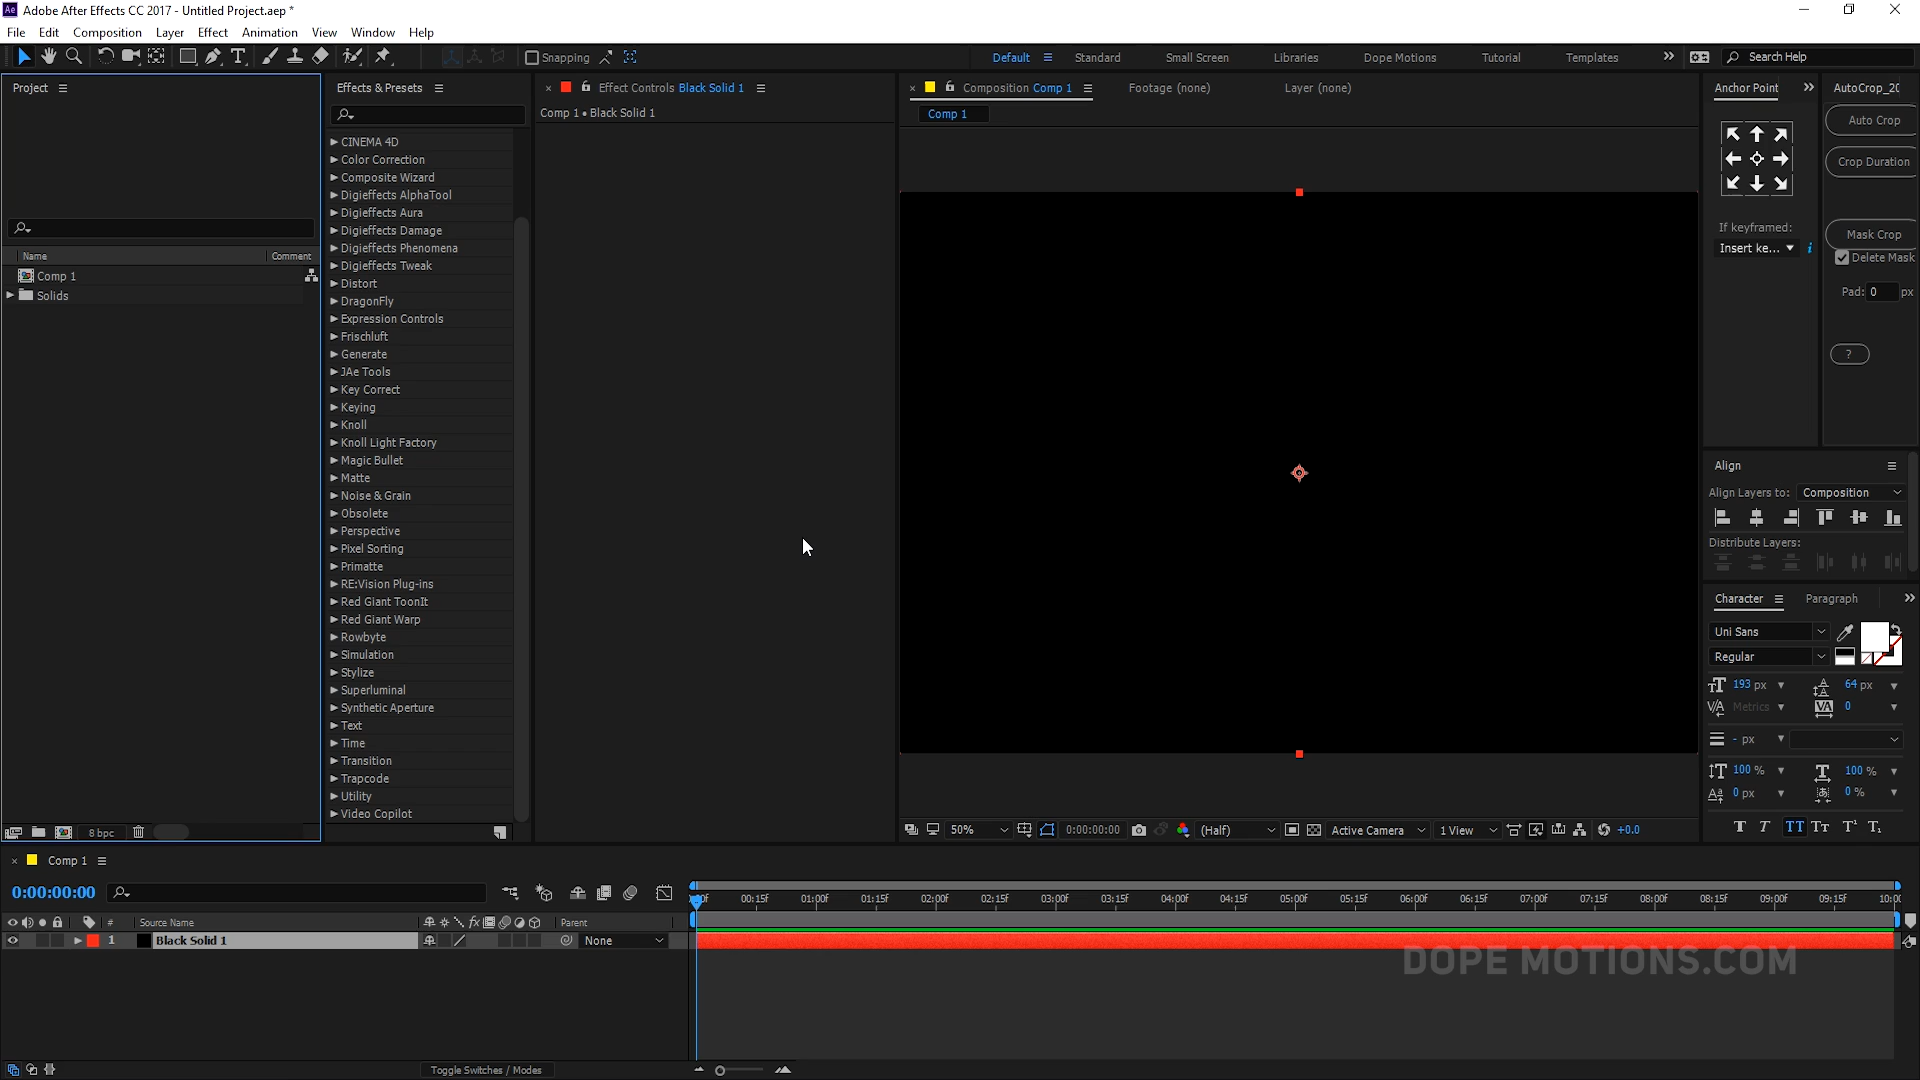 Ae Adobe After Effects CC 2017 - Untitled Project.aep *
File Edit Composition Layer Effect Animation View Window Help
Snapping
Default Standard Small Screen Libraries Dope Motions Tutorial Templates Search Help
Project
Name Comment
Comp 1
Solids
8 bpc
Effects & Presets
CINEMA 4D
Color Correction
Composite Wizard
Digieffects AlphaTool
Digieffects Aura
Digieffects Damage
Digieffects Phenomena
Digieffects Tweak
Distort
DragonFly
Expression Controls
Frischluft
Generate
JAe Tools
Key Correct
Keying
Knoll
Knoll Light Factory
Magic Bullet
Matte
Noise & Grain
Obsolete
Perspective
Pixel Sorting
Primatte
RE:Vision Plug-ins
Red Giant ToonIt
Red Giant Warp
Rowbyte
Simulation
Stylize
Superluminal
Synthetic Aperture
Text
Time
Transition
Trapcode
Utility
Video Copilot
Effect Controls Black Solid 1
Comp 1 • Black Solid 1
Composition Comp 1 Footage (none) Layer (none)
Comp 1
50% 0:00:00:00 (Half) Active Camera 1 View +0.0
Anchor Point
If keyframed:
Insert ke...
AutoCrop_20
Auto Crop
Crop Duration
Mask Crop
Delete Mask
Pad: 0 px
?
Align
Align Layers to: Composition
Distribute Layers:
Character Paragraph
Uni Sans
Regular
193 px 64 px
Metrics 0
- px
100 % 100 %
0 px 0 %
Comp 1
0:00:00:00
# Source Name Parent
1 Black Solid 1 None
00:15f 01:00f 01:15f 02:00f 02:15f 03:00f 03:15f 04:00f 04:15f 05:00f 05:15f 06:00f 06:15f 07:00f 07:15f 08:00f 08:15f 09:00f 09:15f 10:00
DOPE MOTIONS.COM
Toggle Switches / Modes